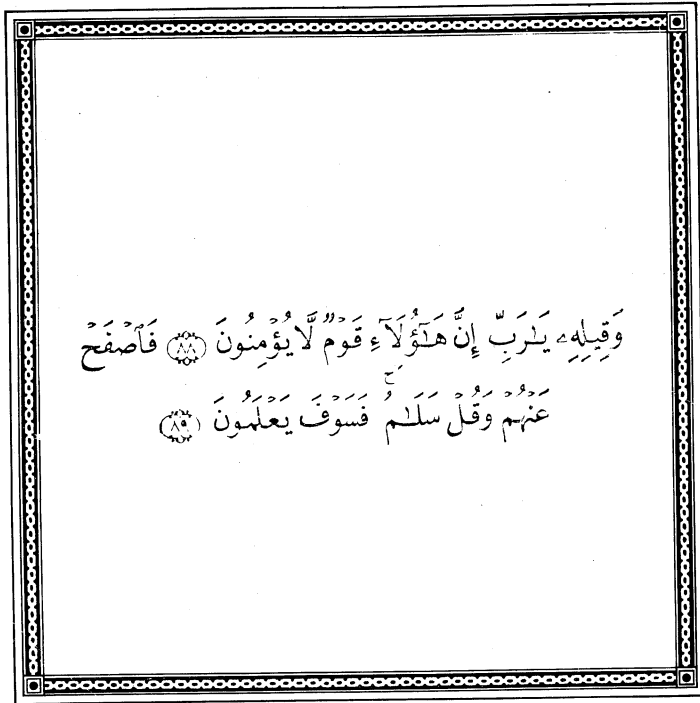 وَقِيلِهِۦ يَـٰرَبِّ إِنَّ هَـٰٓؤُلَآءِ قَوْمٌ لَّا يُؤْمِنُونَ ﴿٨٨﴾ فَٱصْفَحْ
عَنْهُمْ وَقُلْ سَلَـٰمٌ ۚ فَسَوْفَ يَعْلَمُونَ ﴿٨٩﴾